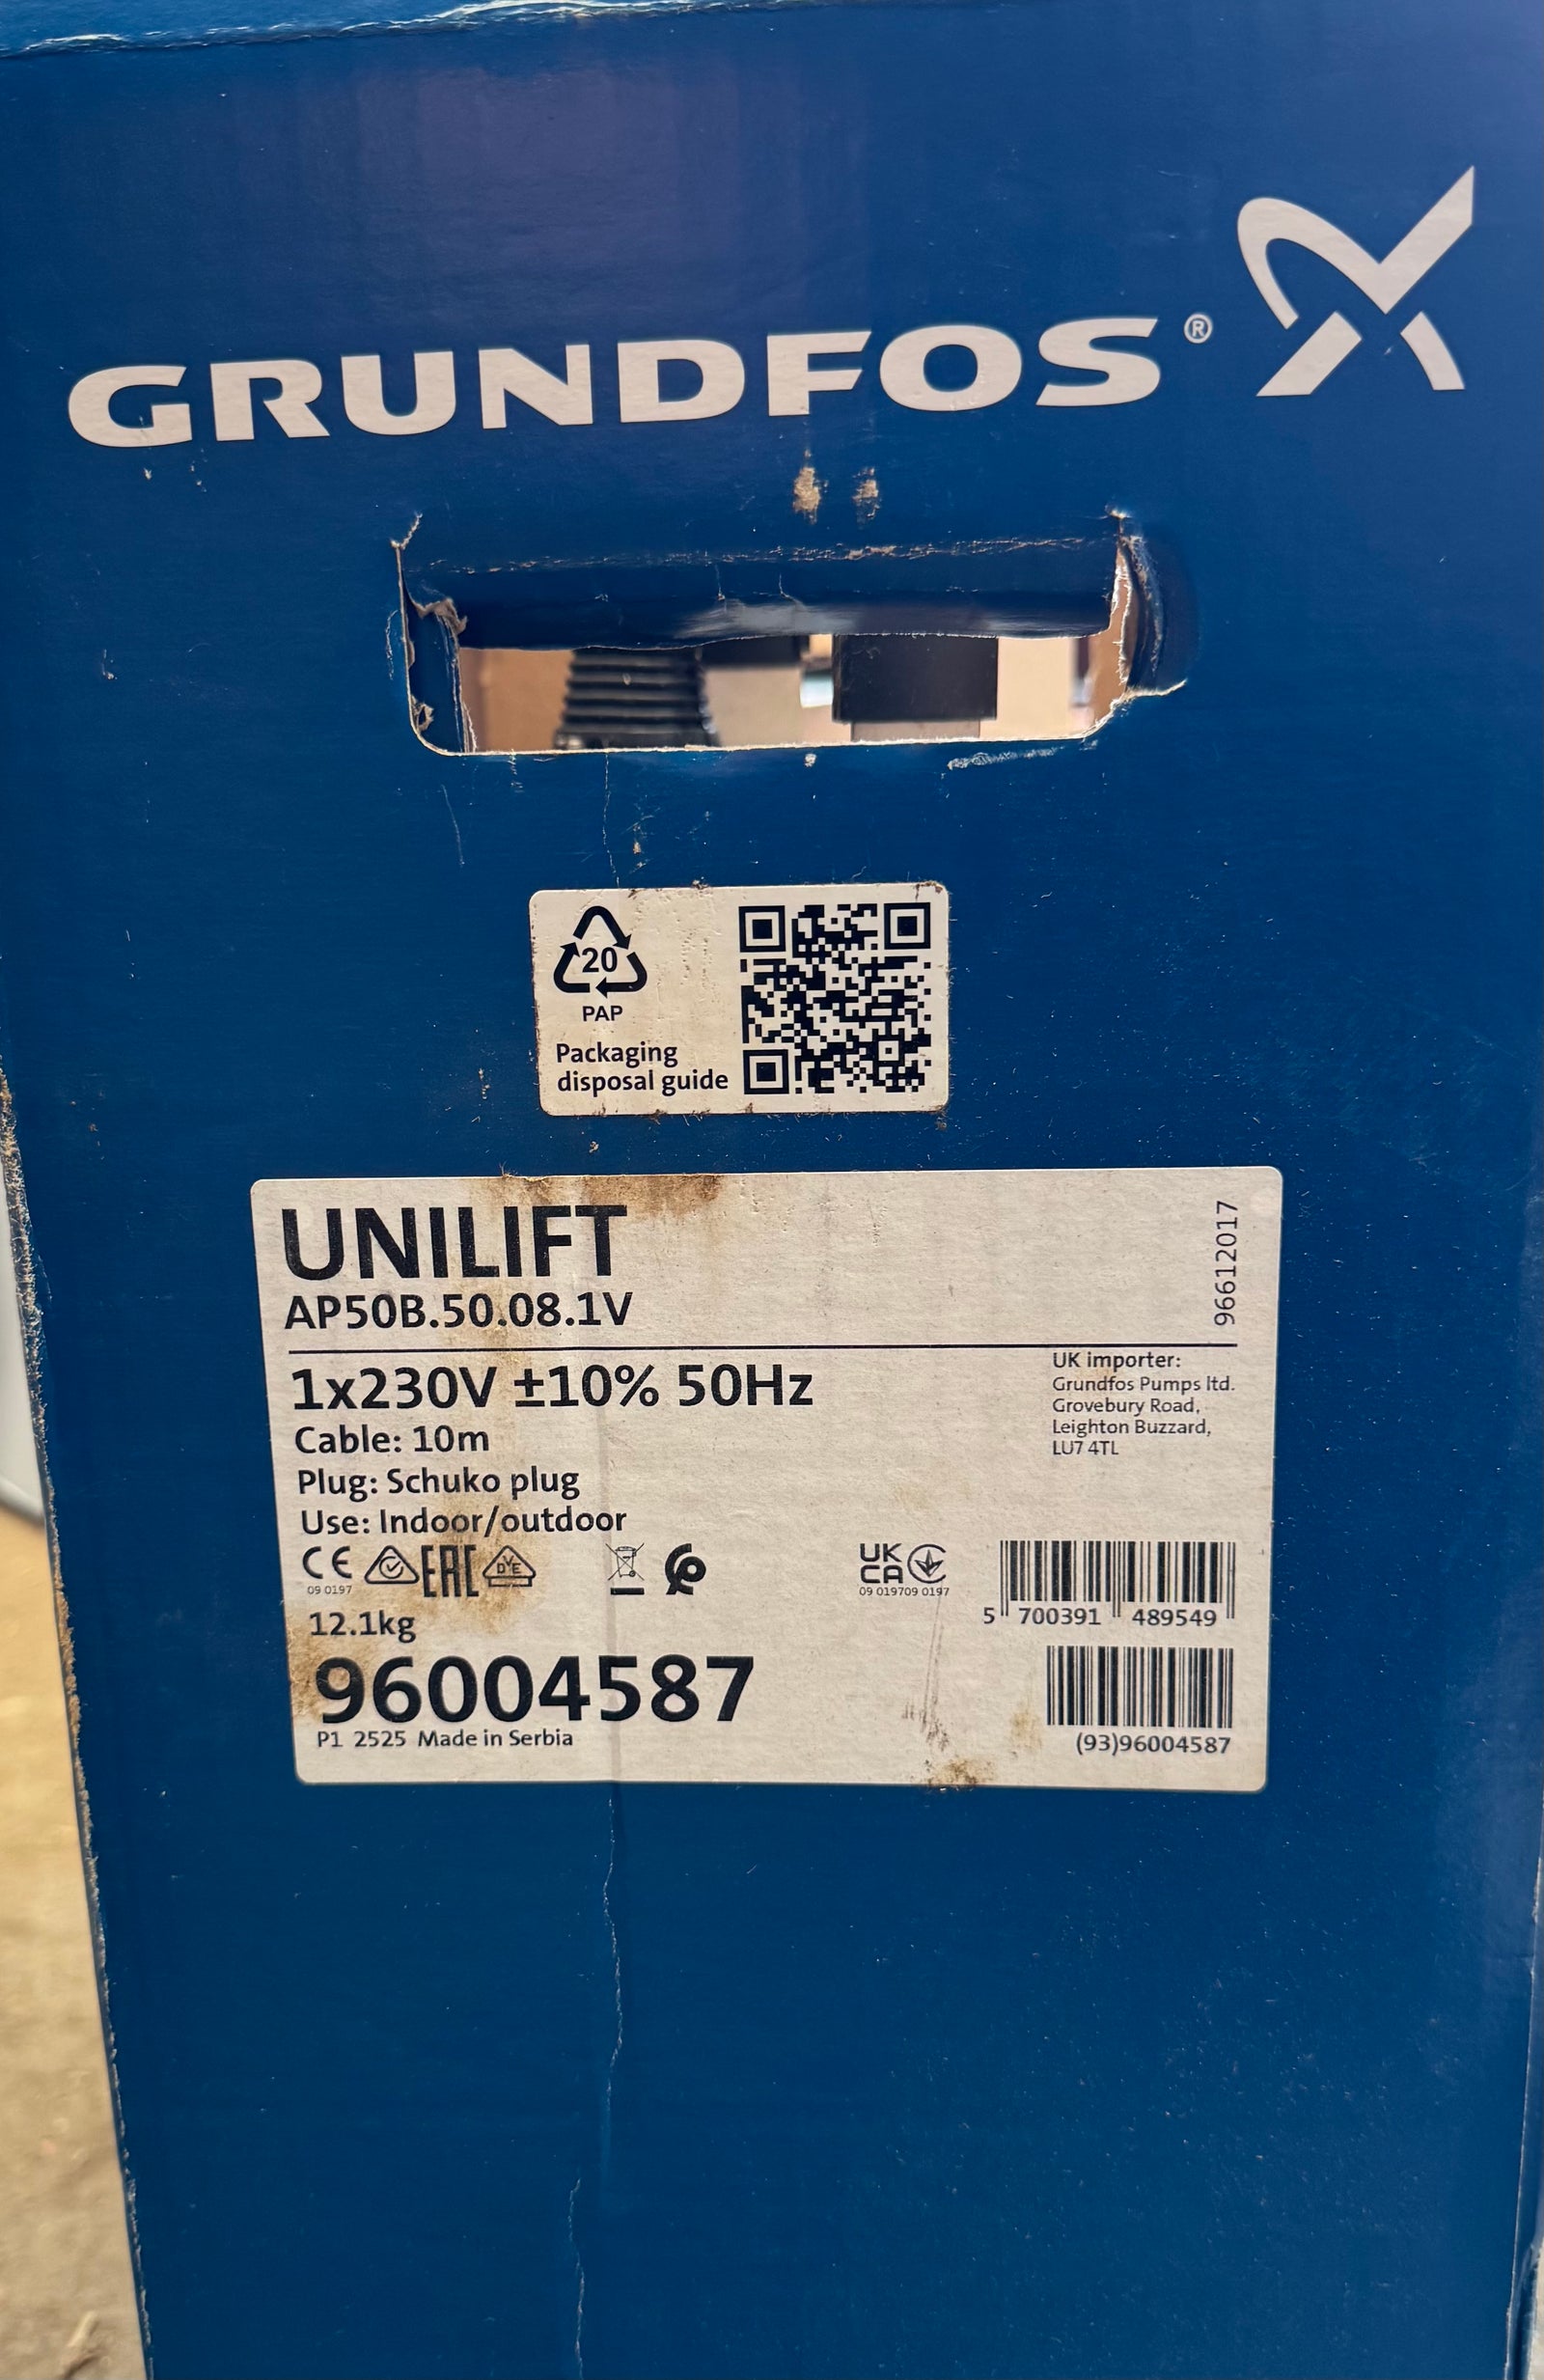 GRUNDFOS®
20
PAP
Packaging
disposal guide
UNILIFT
AP50B.50.08.1V
96612017
1x230V ±10% 50Hz
Cable: 10m
Plug: Schuko plug
Use: Indoor/outdoor
UK importer:
Grundfos Pumps ltd.
Grovebury Road,
Leighton Buzzard,
LU7 4TL
CE EAC DVE
09 0197
UK
CA
09 019709 0197
5 700391 489549
12.1kg
96004587
P1 2525 Made in Serbia
(93)96004587